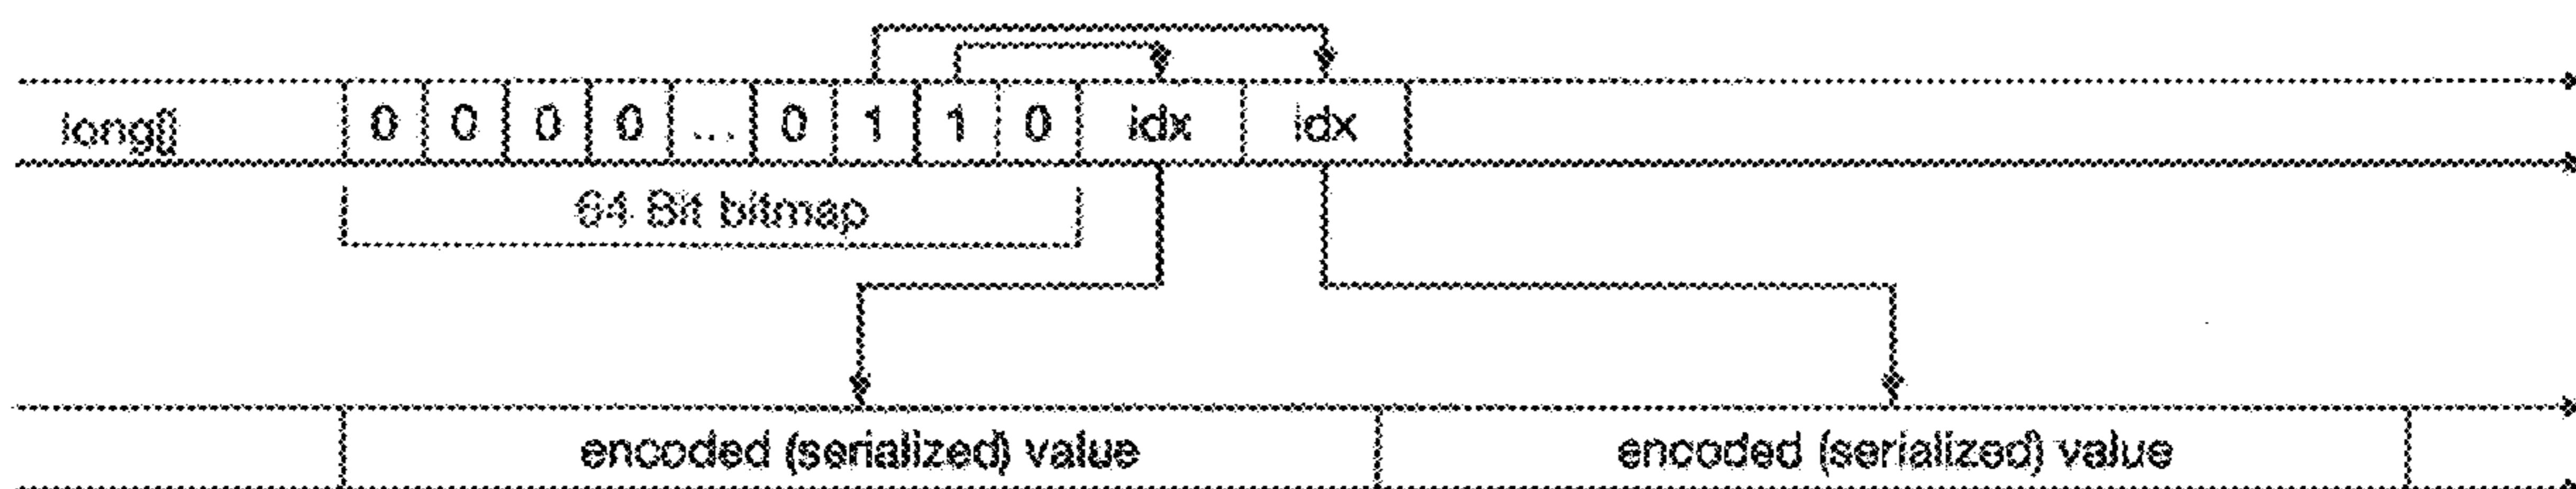 long[] 0 0 0 0 ... 0 1 1 0 idx idx
64 Bit bitmap
encoded (serialized) value encoded (serialized) value